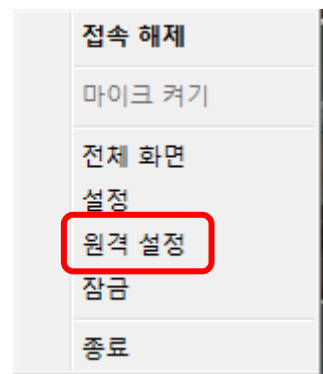 접속 해제
마이크 켜기
전체 화면
설정
원격 설정
잠금
종료